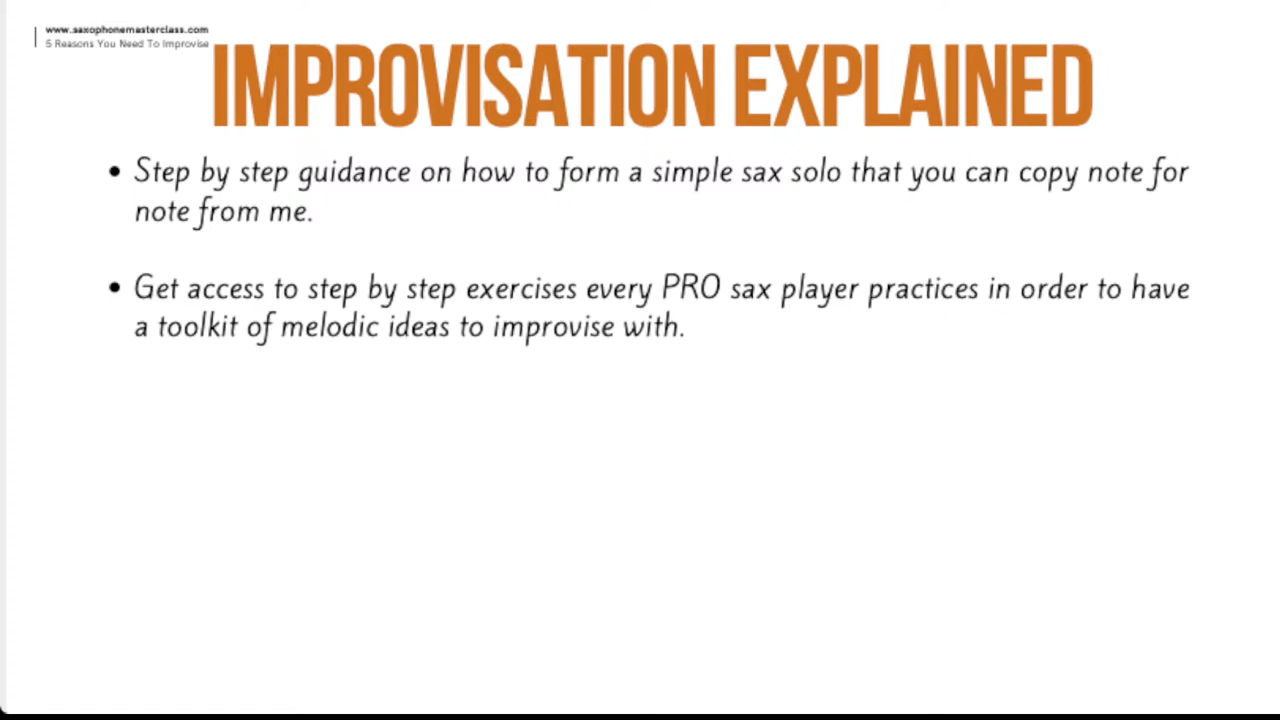 www.saxophonemasterclass.com
5 Reasons You Need To Improvise
IMPROVISATION EXPLAINED
• Step by step guidance on how to form a simple sax solo that you can copy note for
note from me.
• Get access to step by step exercises every PRO sax player practices in order to have
a toolkit of melodic ideas to improvise with.